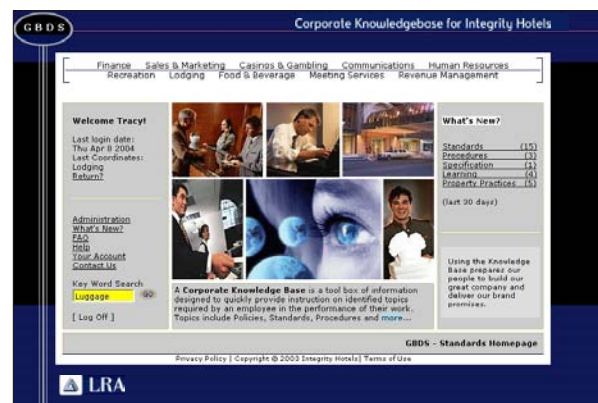 GBDS
Corporate Knowledgebase for Integrity Hotels
Finance Sales & Marketing Casinos & Gambling Communications Human Resources
Recreation Lodging Food & Beverage Meeting Services Revenue Management
Welcome Tracy!
Last login date:
Thu Apr 8 2004
Last Coordinates:
Lodging
Return?
Administration
What's New?
FAQ
Help
Your Account
Contact Us
Key Word Search
Luggage GO
[ Log Off ]
A Corporate Knowledge Base is a tool box of information
designed to quickly provide instruction on identified topics
required by an employee in the performance of their work.
Topics include Policies, Standards, Procedures and more...
What's New?
Standards (15)
Procedures (3)
Specification (1)
Learning (4)
Property Practices (5)
(last 30 days)
Using the Knowledge
Base prepares our
people to build our
great company and
deliver our brand
promises.
GBDS - Standards Homepage
Privacy Policy | Copyright @ 2003 Integrity Hotels| Terms of Use
LRA